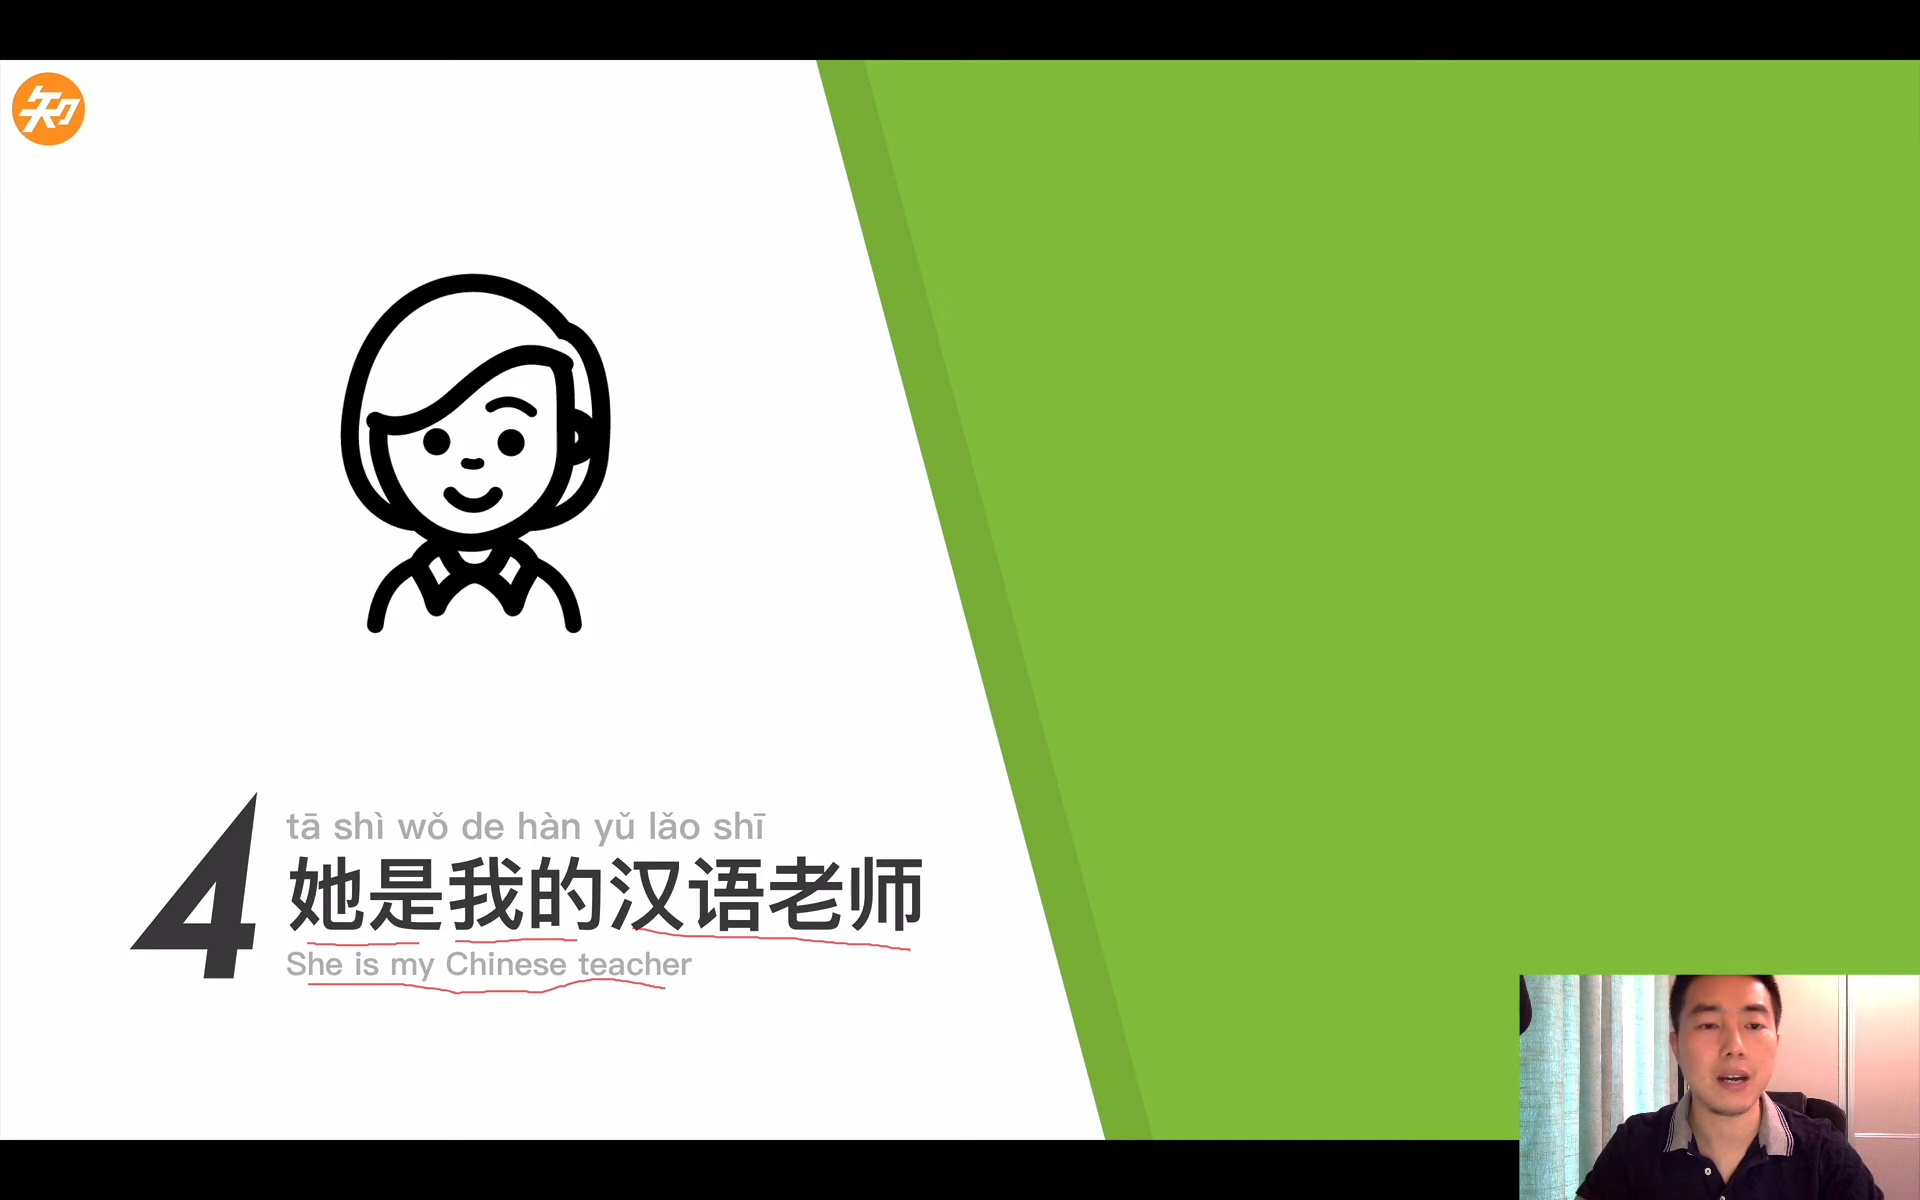 知
4
tā shì wǒ de hàn yǔ lǎo shī
她是我的汉语老师
She is my Chinese teacher